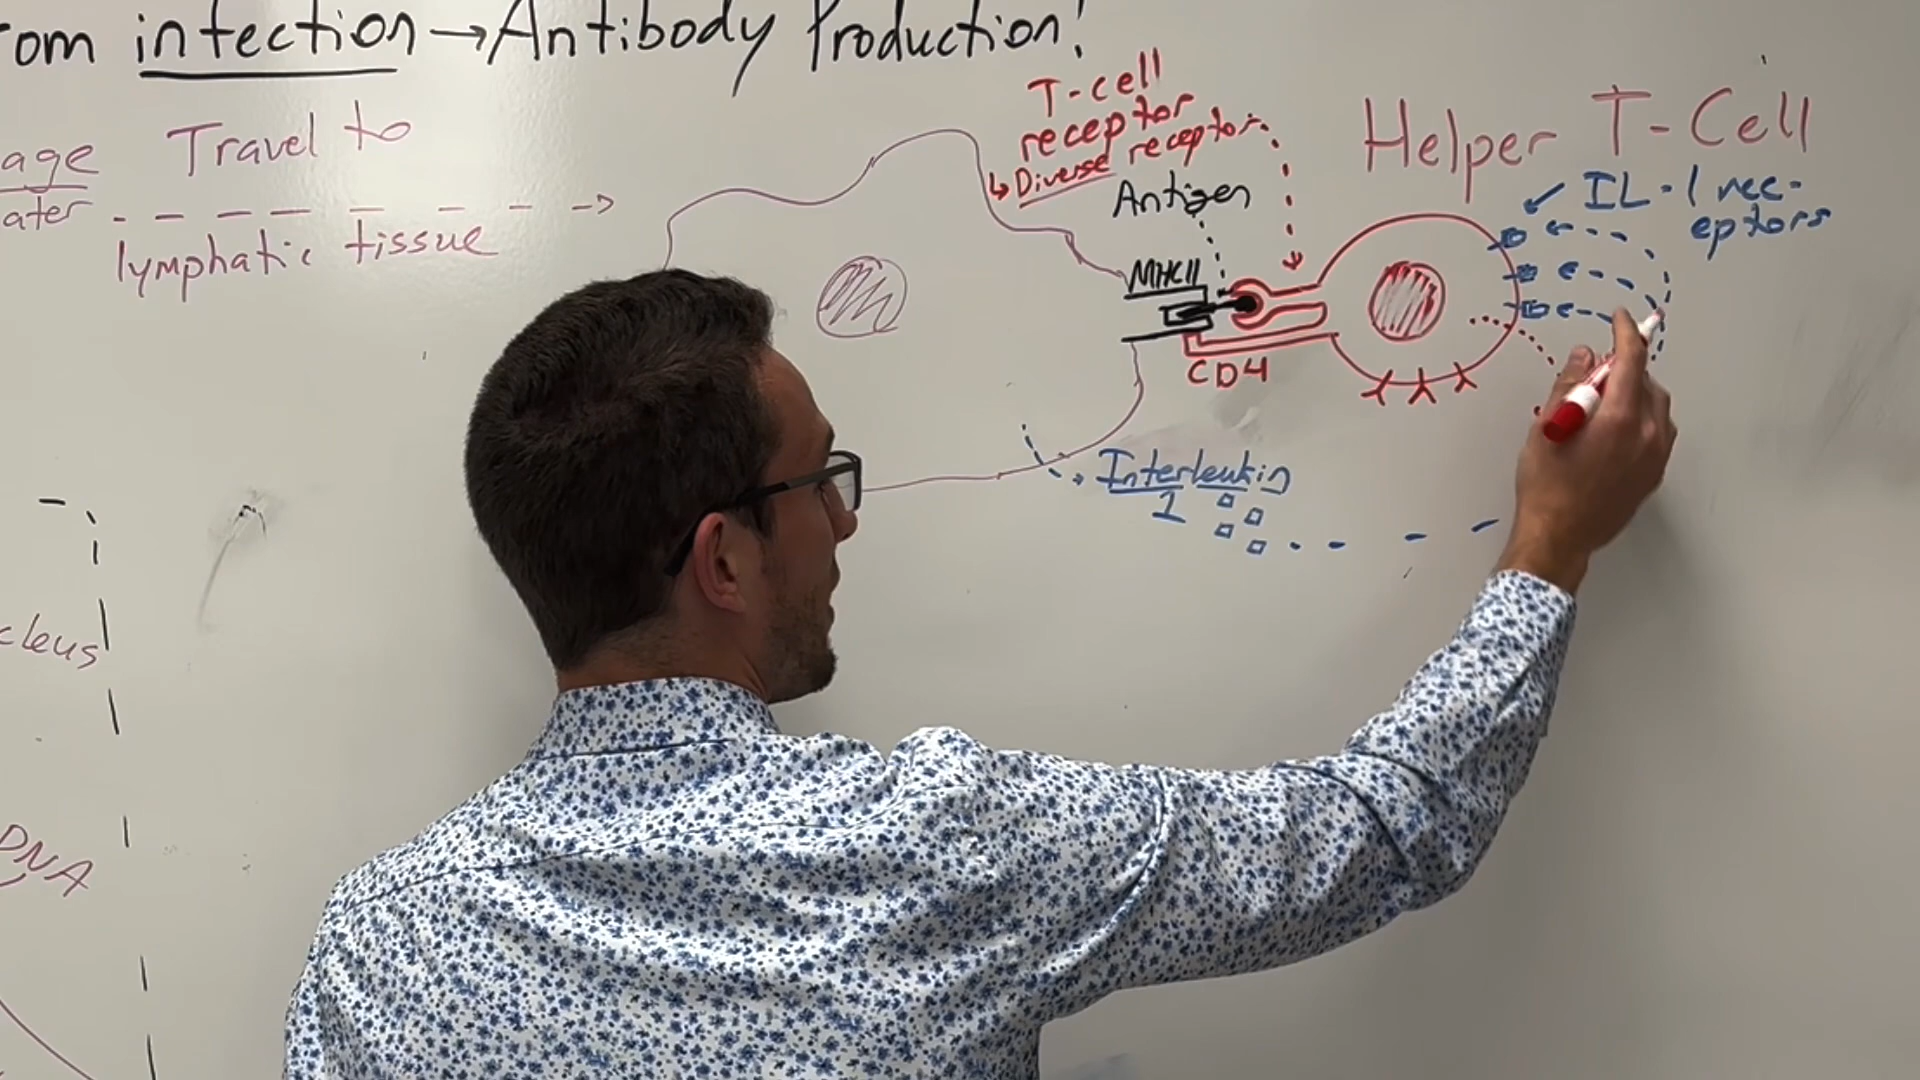 om infection → Antibody Production!
age
ater
Travel to
lymphatic tissue
T-cell
receptor
↳ Diverse receptor
Antigen
MHCII
CD4
Helper T-Cell
IL-1 rec-
eptors
Interleukin
1
cleus
DNA